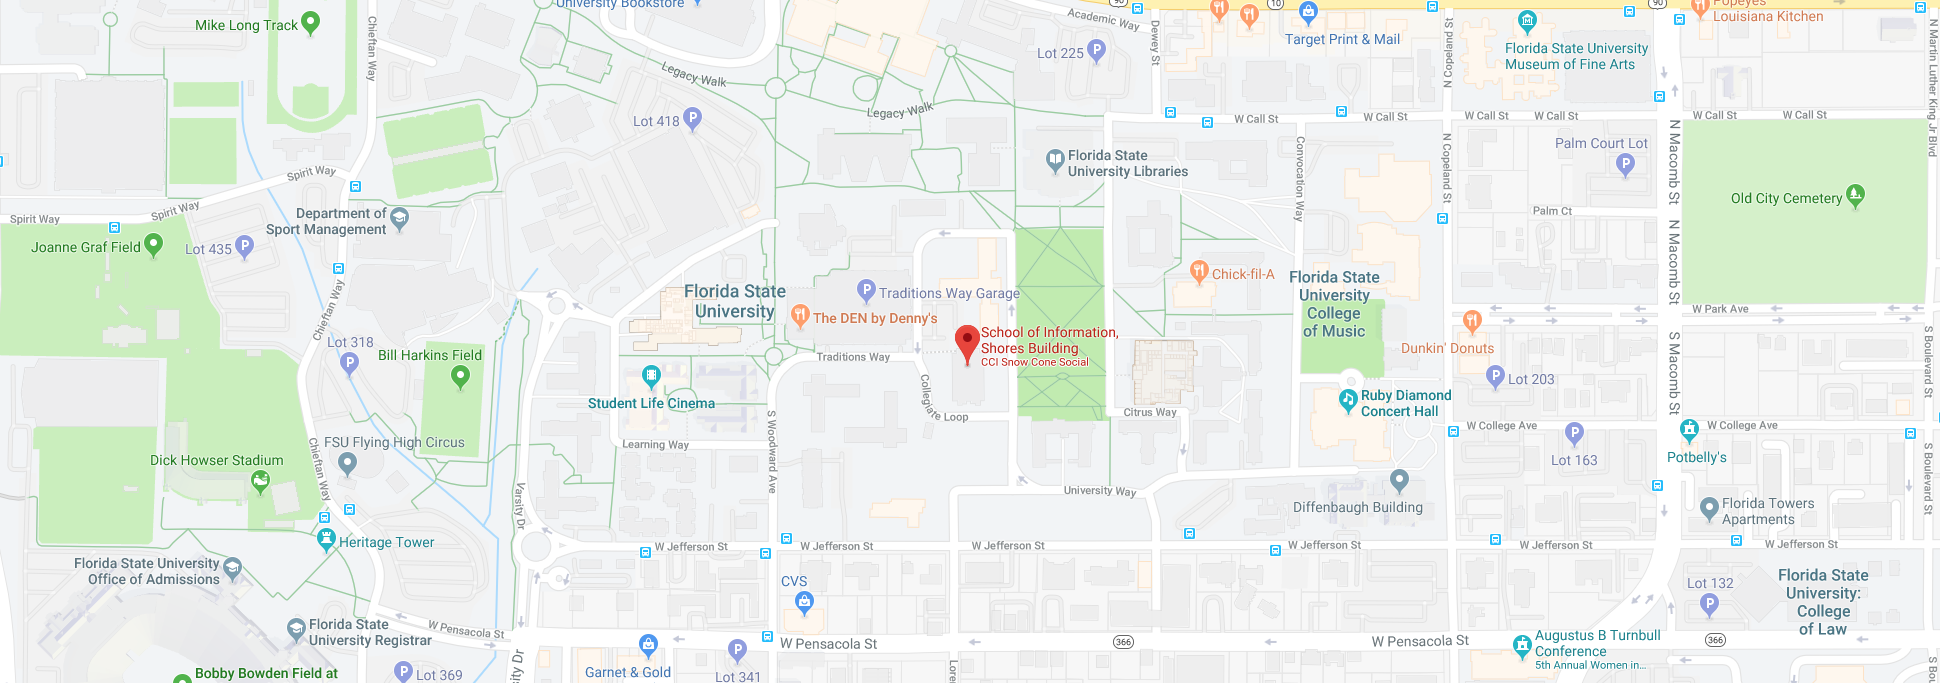 University Bookstore
Mike Long Track
Chieftan Way
Academic Way
90
10
90
Dewey St
N Copeland St
Popeyes
Louisiana Kitchen
Target Print & Mail
Florida State University
Museum of Fine Arts
N Martin Luther King Jr Blvd
Lot 225
Legacy Walk
Legacy Walk
Lot 418
W Call St
W Call St
W Call St
W Call St
W Call St
W Call St
N Macomb St
N Copeland St
Convocation Way
Palm Court Lot
Florida State
University Libraries
Spirit Way
Spirit Way
Spirit Way
Department of
Sport Management
Old City Cemetery
Palm Ct
N Macomb St
Joanne Graf Field
Lot 435
Chieftan Way
Florida State
University
Traditions Way Garage
The DEN by Denny's
Chick-fil-A
Florida State
University
College
of Music
W Park Ave
W Park Ave
School of Information,
Shores Building
CCI Snow Cone Social
Dunkin' Donuts
Lot 318
Bill Harkins Field
Traditions Way
Collegiate Loop
S Macomb St
S Boulevard St
Lot 203
Student Life Cinema
Ruby Diamond
Concert Hall
Citrus Way
Learning Way
S Woodward Ave
W College Ave
W College Ave
Lot 163
Potbelly's
FSU Flying High Circus
Dick Howser Stadium
Chieftan Way
Varsity Dr
University Way
Diffenbaugh Building
Florida Towers
Apartments
S Boulevard St
Heritage Tower
W Jefferson St
W Jefferson St
W Jefferson St
W Jefferson St
W Jefferson St
W Jefferson St
Florida State University
Office of Admissions
CVS
Lot 132
Florida State
University:
College
of Law
Florida State
University Registrar
W Pensacola St
W Pensacola St
366
W Pensacola St
366
Augustus B Turnbull
Conference
5th Annual Women in...
Bobby Bowden Field at
Lot 369
Garnet & Gold
Lot 341